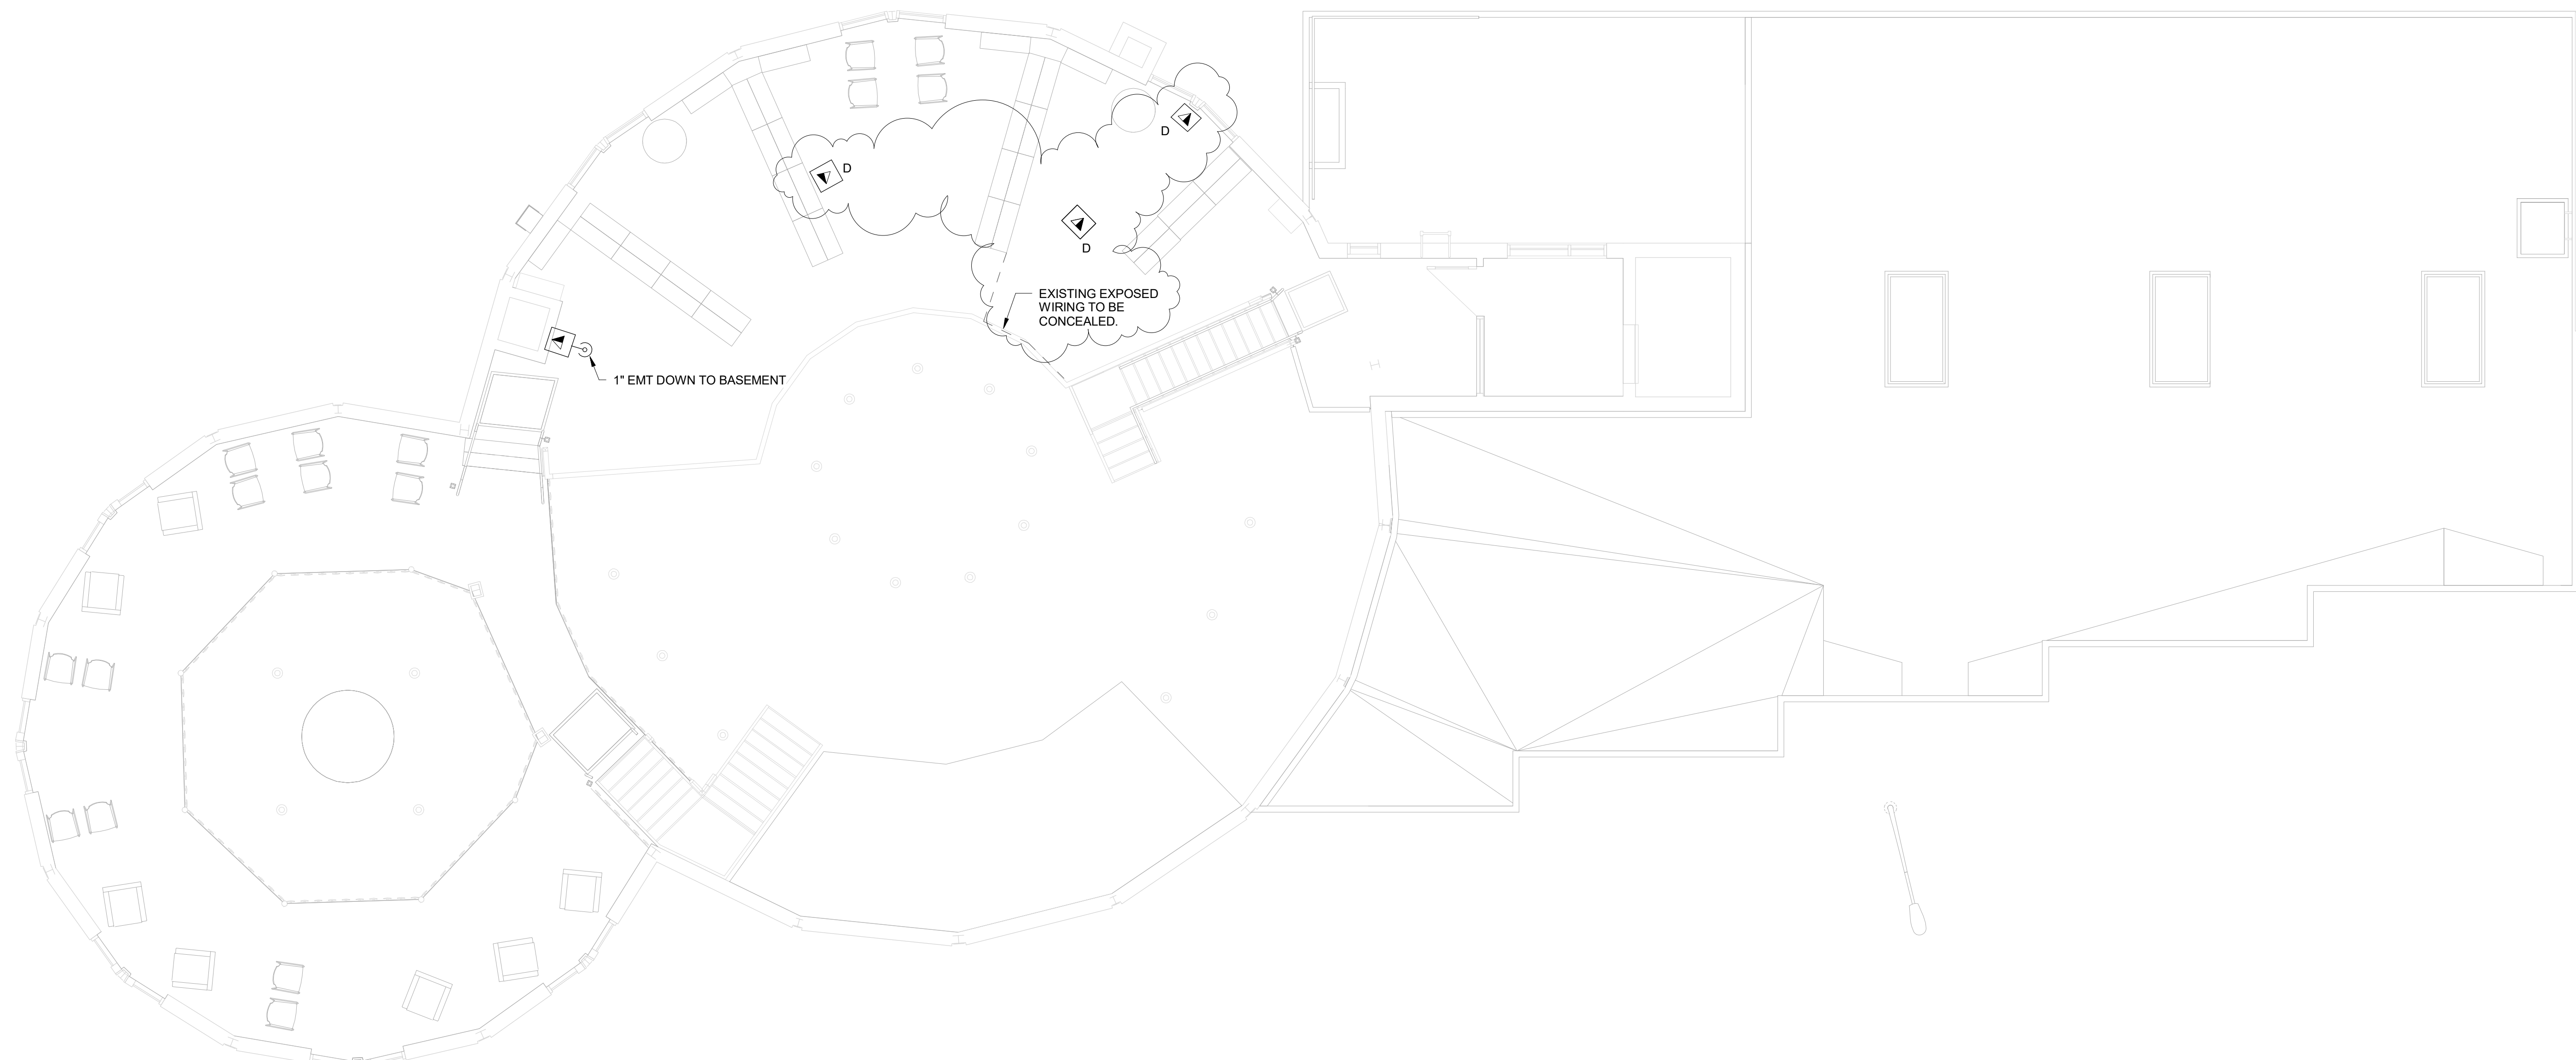 D
D
D
EXISTING EXPOSED
WIRING TO BE
CONCEALED.
1" EMT DOWN TO BASEMENT